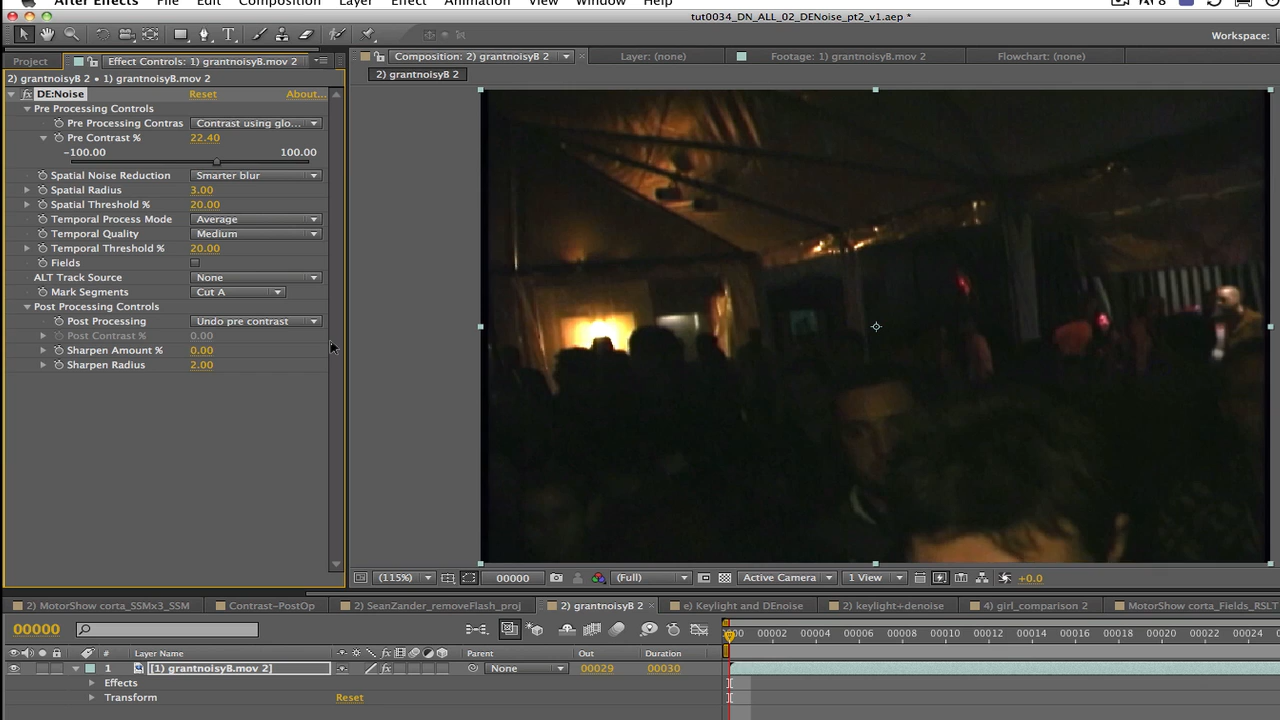 After Effects File Edit Composition Layer Effect Animation View Window Help
tut0034_DN_ALL_02_DENoise_pt2_v1.aep *
Workspace:
Project Effect Controls: 1) grantnoisyB.mov 2
Composition: 2) grantnoisyB 2 Layer: (none) Footage: 1) grantnoisyB.mov 2 Flowchart: (none)
2) grantnoisyB 2 • 1) grantnoisyB.mov 2
2) grantnoisyB 2
DE:Noise Reset About...
Pre Processing Controls
Pre Processing Contras Contrast using glo...
Pre Contrast % 22.40
-100.00 100.00
Spatial Noise Reduction Smarter blur
Spatial Radius 3.00
Spatial Threshold % 20.00
Temporal Process Mode Average
Temporal Quality Medium
Temporal Threshold % 20.00
Fields
ALT Track Source None
Mark Segments Cut A
Post Processing Controls
Post Processing Undo pre contrast
Post Contrast % 0.00
Sharpen Amount % 0.00
Sharpen Radius 2.00
(115%) 00000 (Full) Active Camera 1 View +0.0
2) MotorShow corta_SSMx3_SSM Contrast-PostOp 2) SeanZander_removeFlash_proj 2) grantnoisyB 2 e) Keylight and DEnoise 2) keylight+denoise 4) girl_comparison 2 MotorShow corta_Fields_RSLT
00000
:00 00002 00004 00006 00008 00010 00012 00014 00016 00018 00020 00022 00024
# Layer Name Parent Out Duration
1 [1) grantnoisyB.mov 2] None 00029 00030
Effects
Transform Reset